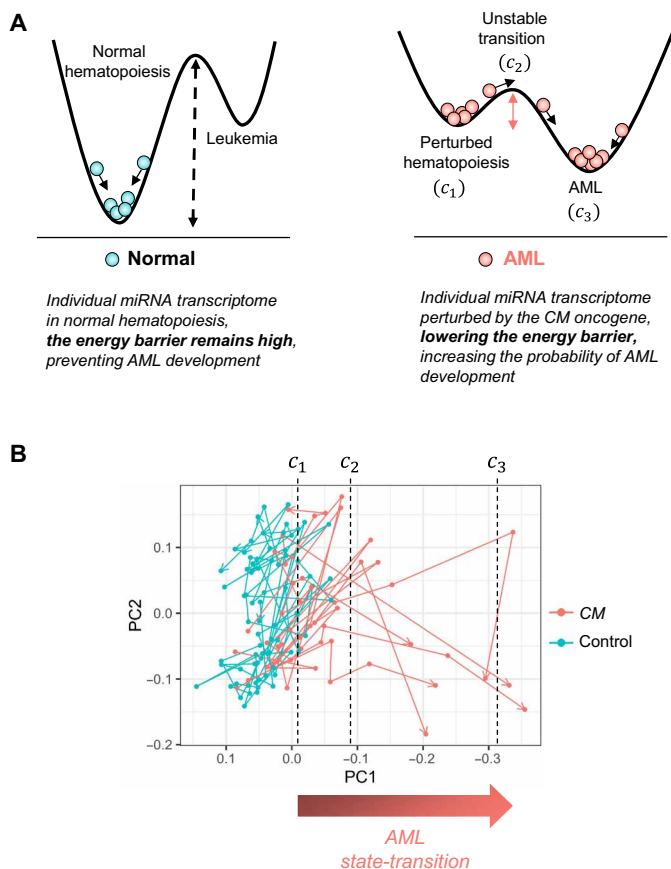 A
Normal
hematopoiesis
Leukemia
Normal
Individual miRNA transcriptome
in normal hematopoiesis,
the energy barrier remains high,
preventing AML development
Unstable
transition
(c₂)
Perturbed
hematopoiesis
(c₁)
AML
(c₃)
AML
Individual miRNA transcriptome
perturbed by the CM oncogene,
lowering the energy barrier,
increasing the probability of AML
development
B
c₁ c₂ c₃
PC2
0.1
0.0
−0.1
−0.2
0.1 0.0 −0.1 −0.2 −0.3
PC1
CM
Control
AML
state-transition